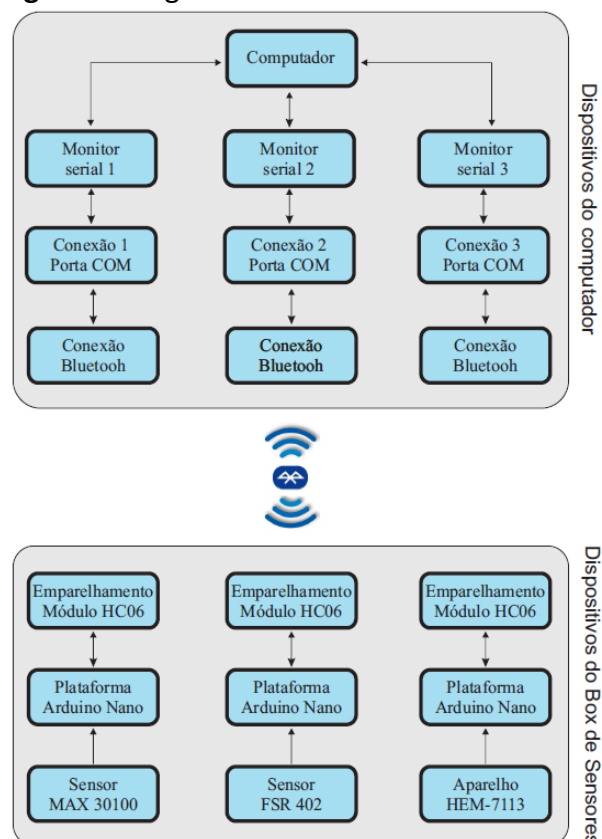 Computador
Monitor
serial 1
Monitor
serial 2
Monitor
serial 3
Conexão 1
Porta COM
Conexão 2
Porta COM
Conexão 3
Porta COM
Conexão
Bluetooh
Conexão
Bluetooh
Conexão
Bluetooh
Dispositivos do computador
Emparelhamento
Módulo HC06
Emparelhamento
Módulo HC06
Emparelhamento
Módulo HC06
Plataforma
Arduino Nano
Plataforma
Arduino Nano
Plataforma
Arduino Nano
Sensor
MAX 30100
Sensor
FSR 402
Aparelho
HEM-7113
Dispositivos do Box de Sensores